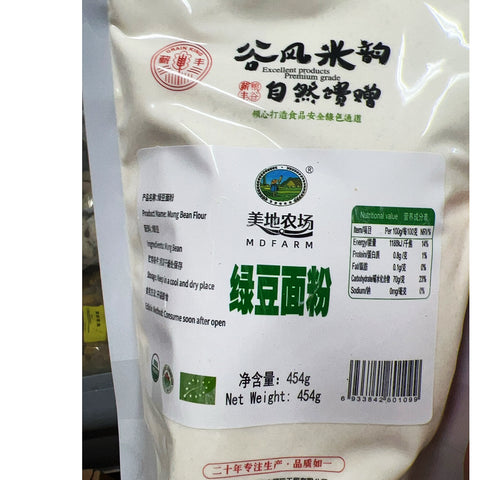 GRAIN KING
谷风米韵
Excellent products
Premium grade
自然馈赠
倾心打造食品安全绿色通道
®
美地农场
MDFARM
产品名称:绿豆面粉
Product Name: Mung Bean Flour
Ingredients: Mung Bean
Storage: Keep in a cool and dry place
Edible Method: Consume soon after open
Nutritional value 营养成分表
Item/项目 Per 100g/每100克 NRV%
Energy/能量 1189kJ/千焦 14%
Protein/蛋白质 0.8g/克 1%
Fat/脂肪 0.1g/克 0%
Carbohydrate/碳水化合物 70g/克 23%
Sodium/钠 0mg/毫克 0%
绿豆面粉
净含量: 454g
Net Weight: 454g
6 933842 601099
二十年专注生产·品质如一